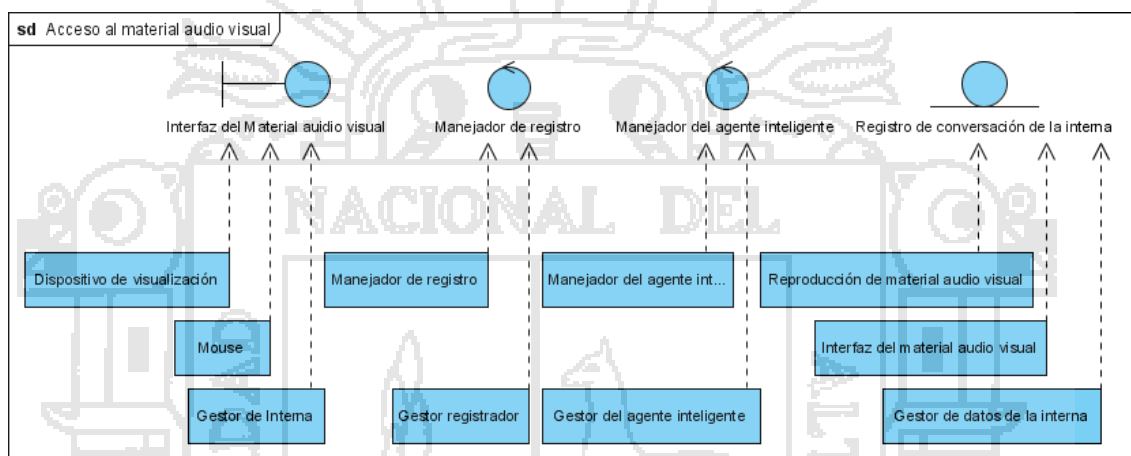 sd Acceso al material audio visual
Interfaz del Material auidio visual
Manejador de registro
Manejador del agente inteligente
Registro de conversación de la interna
NACIONAL DEL
Dispositivo de visualización
Manejador de registro
Manejador del agente int...
Reproducción de material audio visual
Mouse
Interfaz del material audio visual
Gestor de Interna
Gestor registrador
Gestor del agente inteligente
Gestor de datos de la interna